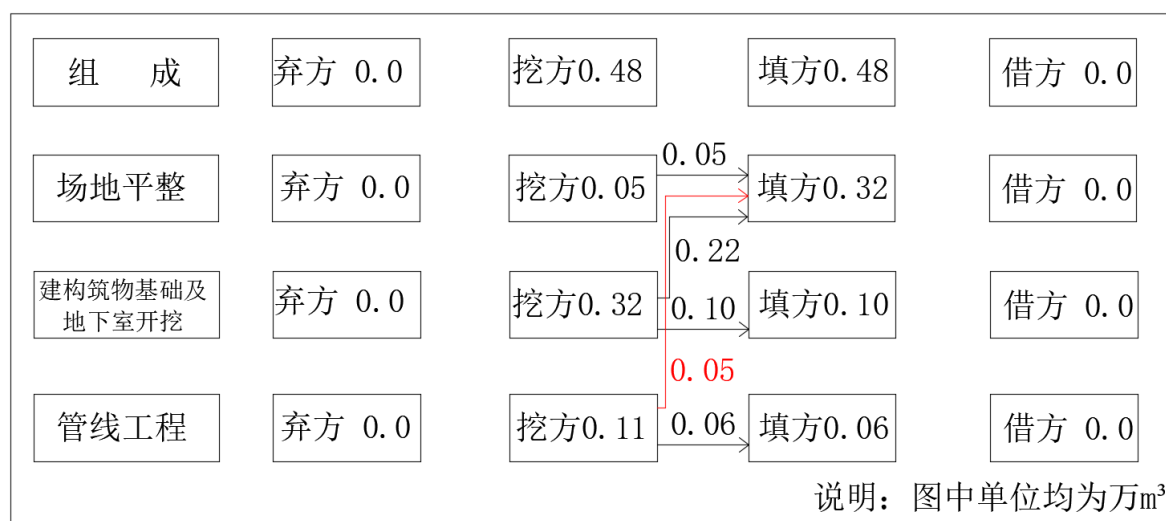 组 成 弃方 0.0 挖方0.48 填方0.48 借方 0.0
0.05
场地平整 弃方 0.0 挖方0.05 填方0.32 借方 0.0
0.22
建构筑物基础及
地下室开挖
弃方 0.0 挖方0.32 0.10 填方0.10 借方 0.0
0.05
管线工程 弃方 0.0 挖方0.11 0.06 填方0.06 借方 0.0
说明：图中单位均为万m³